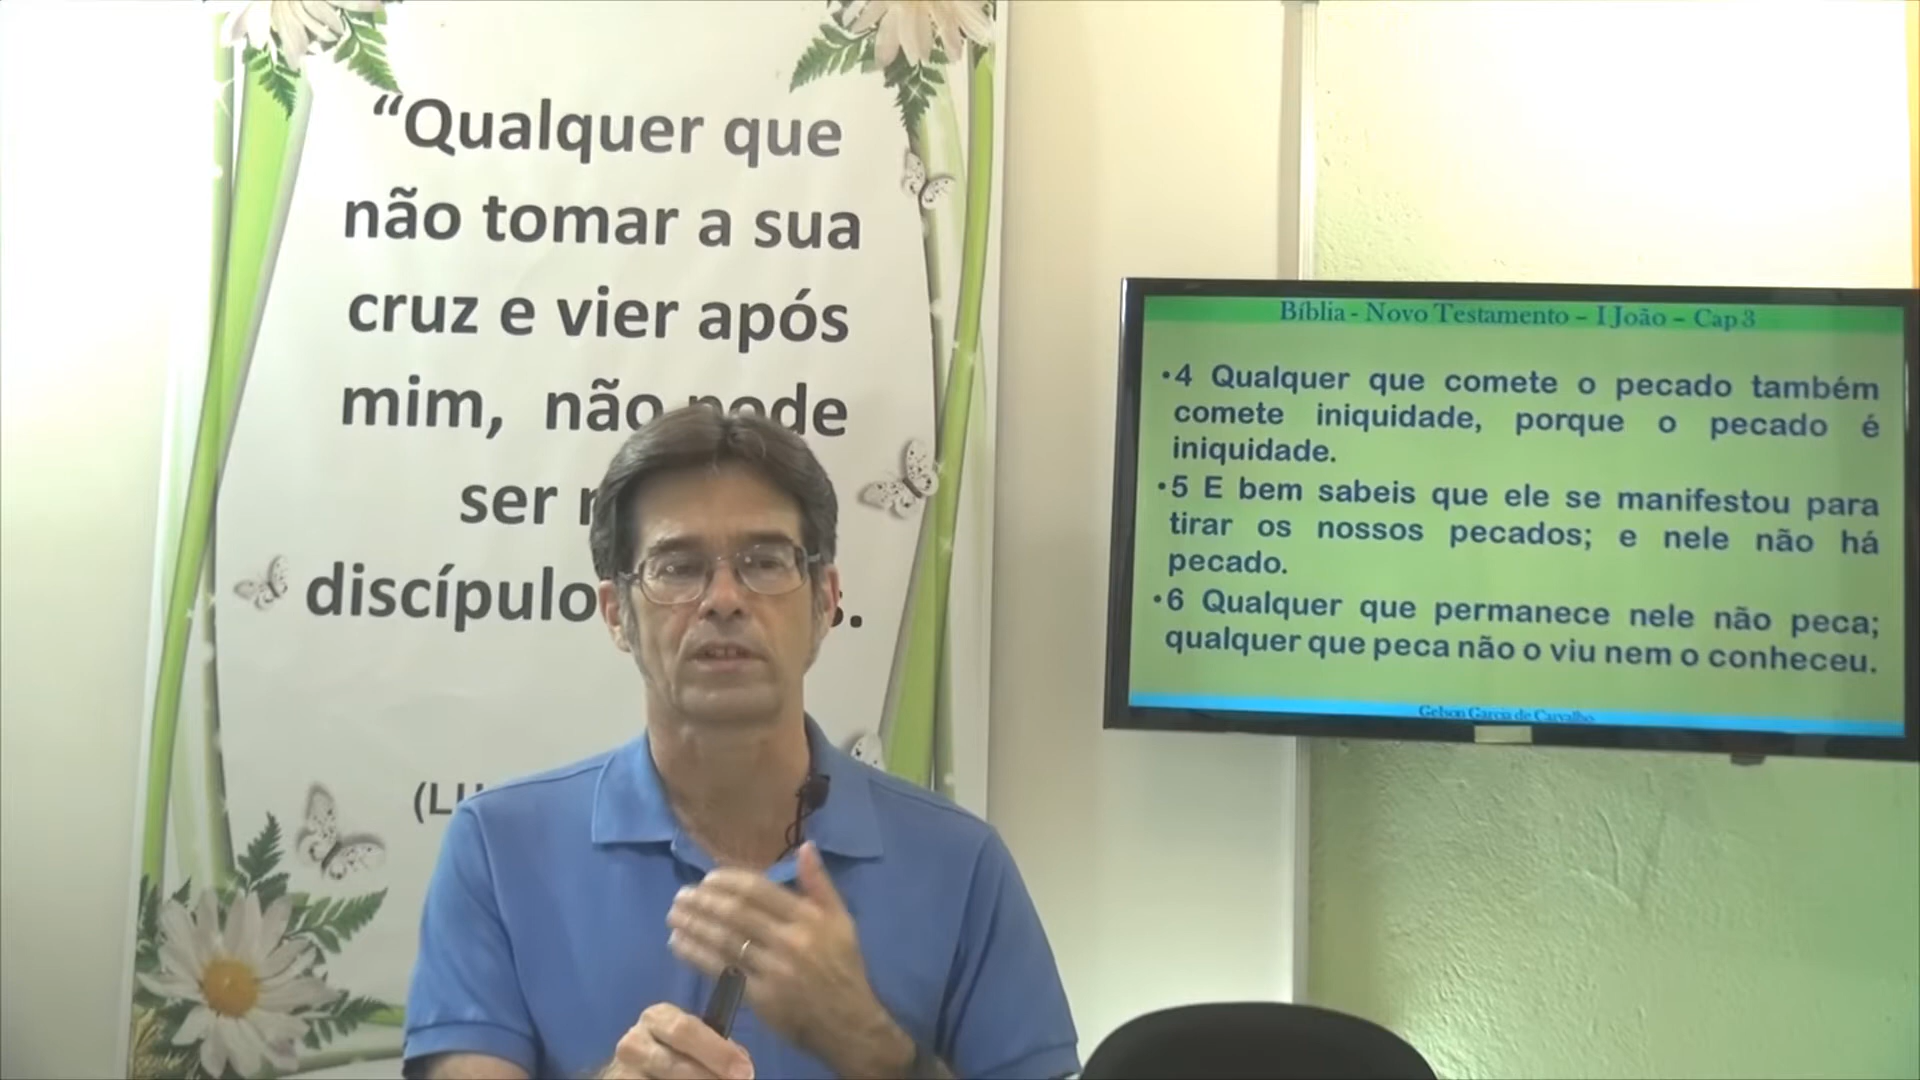 “Qualquer que
não tomar a sua
cruz e vier após
mim, não pode
ser
discípulo
Bíblia - Novo Testamento – I João – Cap 3
•4 Qualquer que comete o pecado também
comete iniquidade, porque o pecado é
iniquidade.
•5 E bem sabeis que ele se manifestou para
tirar os nossos pecados; e nele não há
pecado.
•6 Qualquer que permanece nele não peca;
qualquer que peca não o viu nem o conheceu.
Gelson Garcia de Carvalho